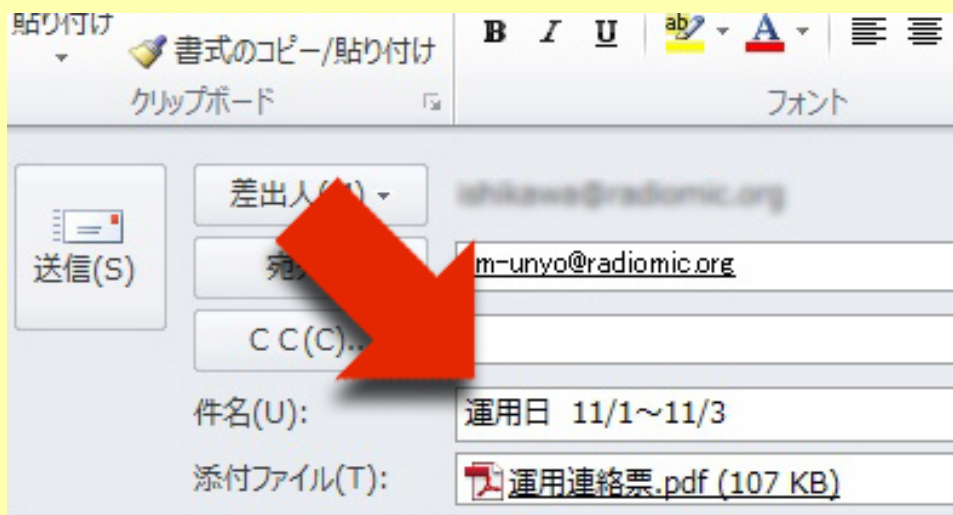 貼り付け
書式のコピー/貼り付け
B I U ab A
クリップボード
フォント
差出人
送信(S)
m-unyo@radiomic.org
C C(C)..
件名(U):
運用日 11/1～11/3
添付ファイル(T):
運用連絡票.pdf (107 KB)